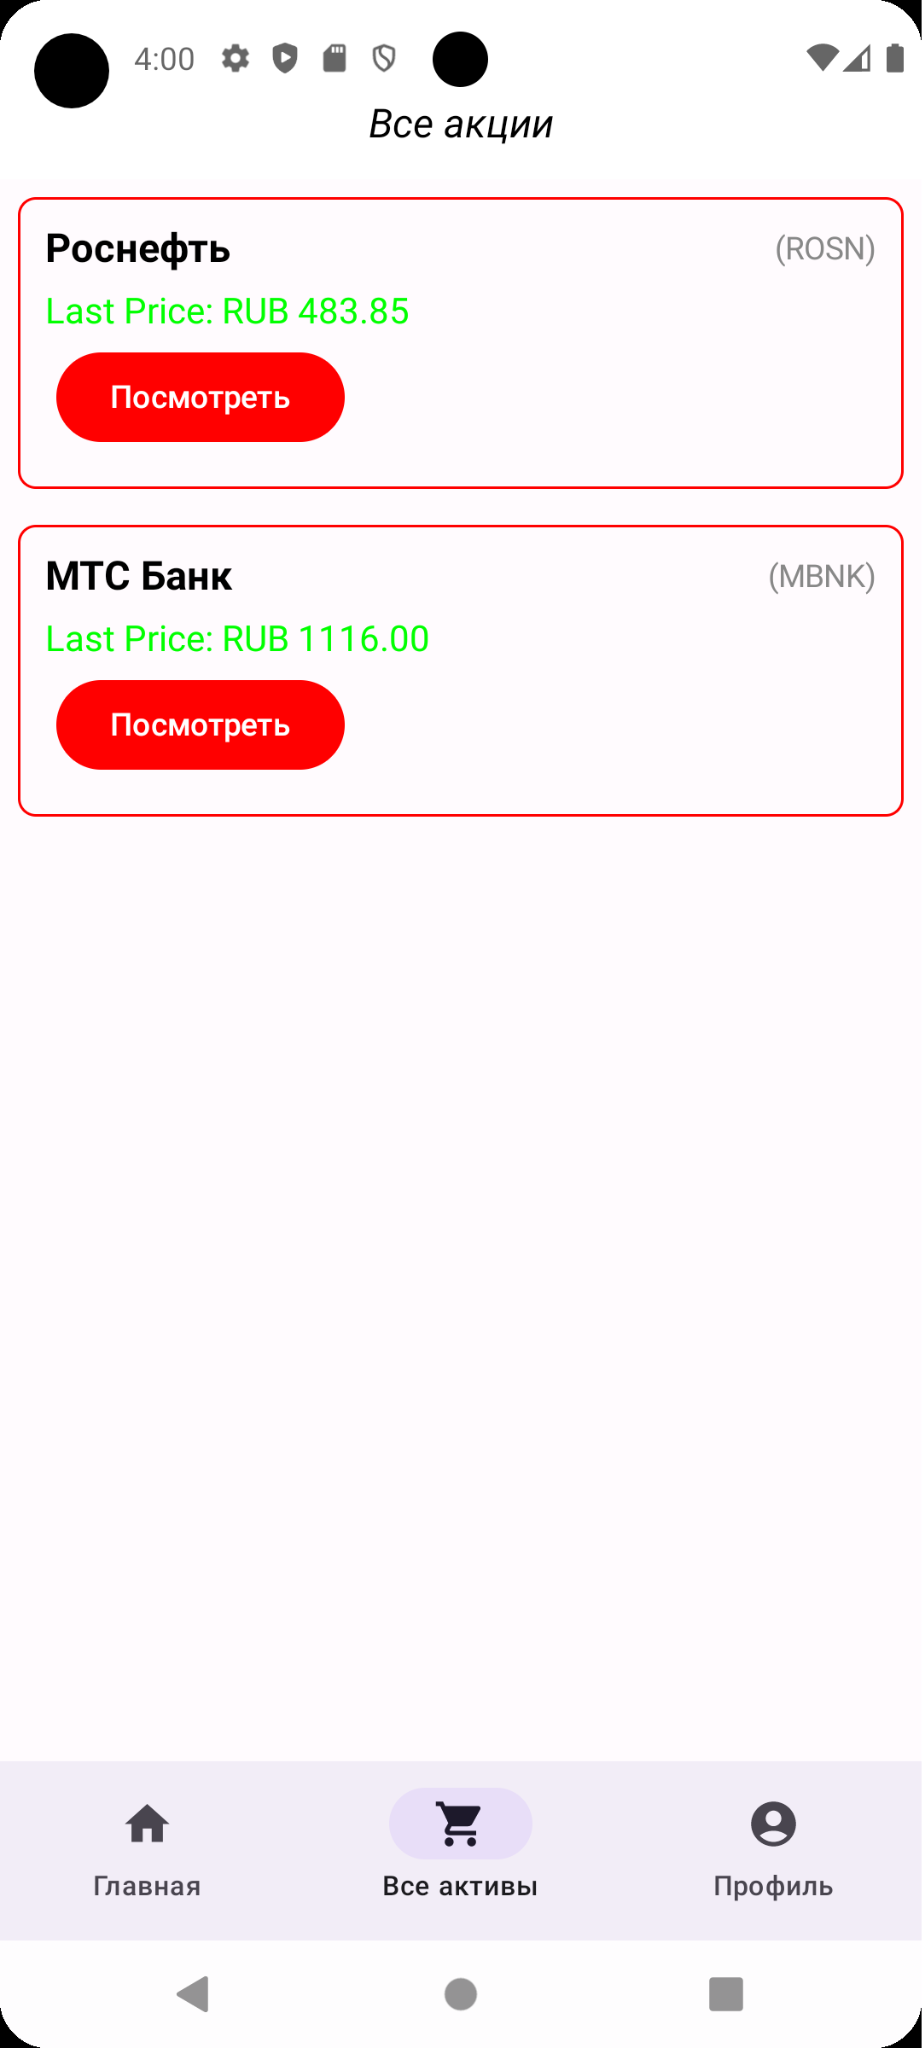 4:00
Все акции
Роснефть (ROSN)
Last Price: RUB 483.85
Посмотреть
МТС Банк (MBNK)
Last Price: RUB 1116.00
Посмотреть
Главная Все активы Профиль